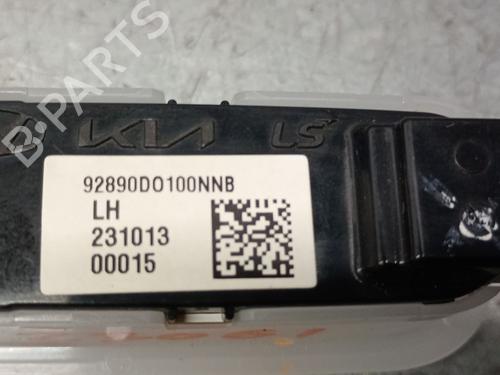 B-PARTS
KIA LS
92890DO100NNB
LH
231013
00015